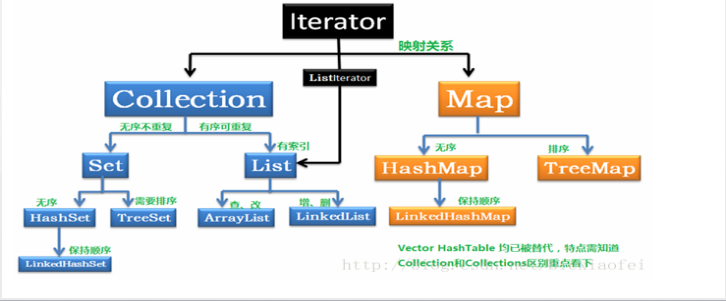 Iterator
映射关系
ListIterator
Collection
Map
无序不重复 有序可重复
有索引
无序
排序
Set
List
HashMap
TreeMap
无序
需要排序
查、改
增、删
保持顺序
HashSet
TreeSet
ArrayList
LinkedList
LinkedHashMap
保持顺序
LinkedHashSet
Vector HashTable 均已被替代，特点需知道
Collection和Collections区别重点看下